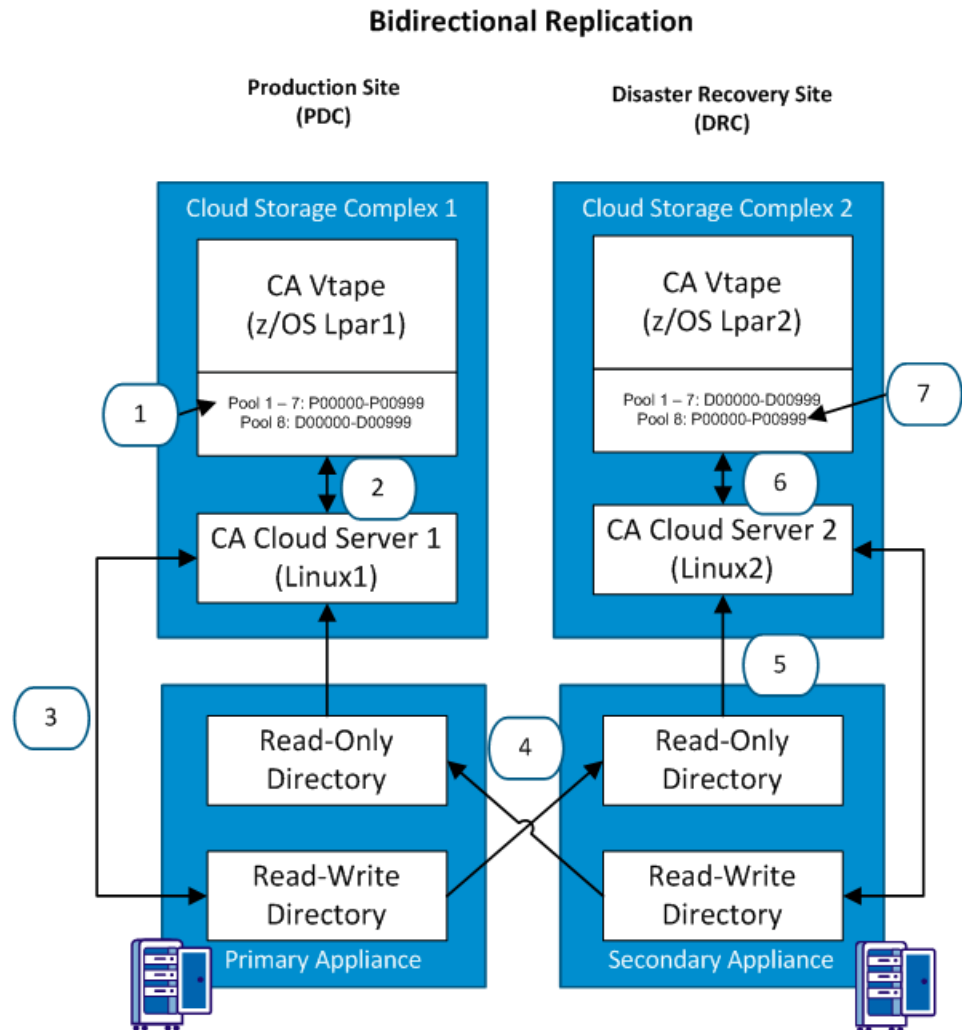 Bidirectional Replication
Production Site
(PDC)
Disaster Recovery Site
(DRC)
Cloud Storage Complex 1
CA Vtape
(z/OS Lpar1)
Pool 1 – 7: P00000-P00999
Pool 8: D00000-D00999
1
2
CA Cloud Server 1
(Linux1)
3
Cloud Storage Complex 2
CA Vtape
(z/OS Lpar2)
Pool 1 – 7: D00000-D00999
Pool 8: P00000-P00999
7
6
CA Cloud Server 2
(Linux2)
5
4
Read-Only
Directory
Read-Write
Directory
Primary Appliance
Read-Only
Directory
Read-Write
Directory
Secondary Appliance